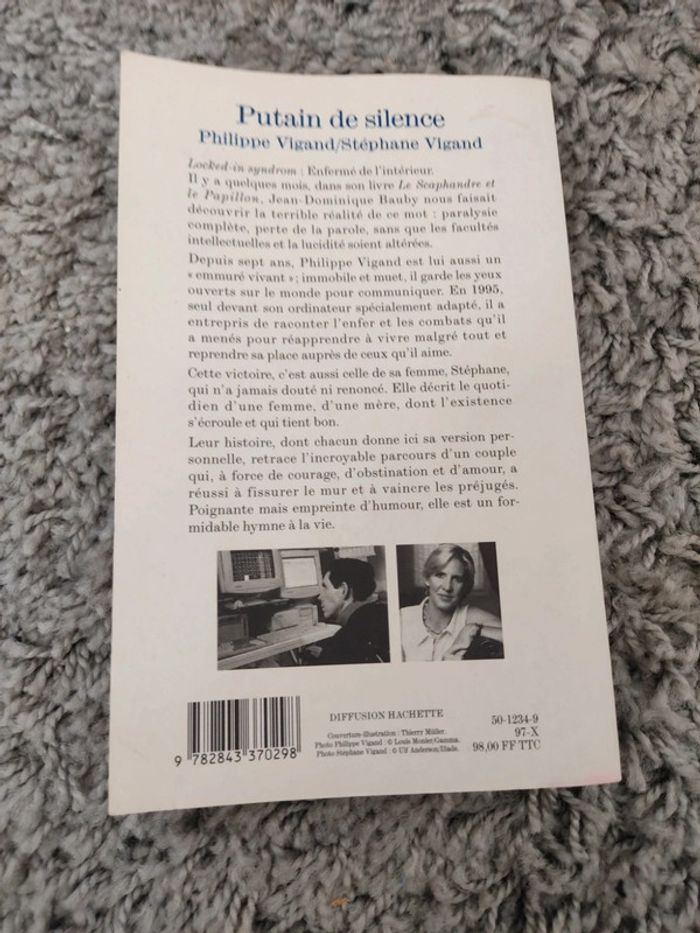 Putain de silence
Philippe Vigand/Stéphane Vigand
Locked-in syndrom : Enfermé de l'intérieur.
Il y a quelques mois, dans son livre Le Scaphandre et
le Papillon, Jean-Dominique Bauby nous faisait
découvrir la terrible réalité de ce mot : paralysie
complète, perte de la parole, sans que les facultés
intellectuelles et la lucidité soient altérées.
Depuis sept ans, Philippe Vigand est lui aussi un
« emmuré vivant » ; immobile et muet, il garde les yeux
ouverts sur le monde pour communiquer. En 1995,
seul devant son ordinateur spécialement adapté, il a
entrepris de raconter l'enfer et les combats qu'il
a menés pour réapprendre à vivre malgré tout et
reprendre sa place auprès de ceux qu'il aime.
Cette victoire, c'est aussi celle de sa femme, Stéphane,
qui n'a jamais douté ni renoncé. Elle décrit le quoti-
dien d'une femme, d'une mère, dont l'existence
s'écroule et qui tient bon.
Leur histoire, dont chacun donne ici sa version per-
sonnelle, retrace l'incroyable parcours d'un couple
qui, à force de courage, d'obstination et d'amour, a
réussi à fissurer le mur et à vaincre les préjugés.
Poignante mais empreinte d'humour, elle est un for-
midable hymne à la vie.
DIFFUSION HACHETTE
Couverture-illustration : Thierry Müller.
Photo Philippe Vigand : © Louis Monier/Gamma.
Photo Stéphane Vigand : © Ulf Anderson/Diade.
50-1234-9
97-X
98,00 FF TTC
9 782843 370298